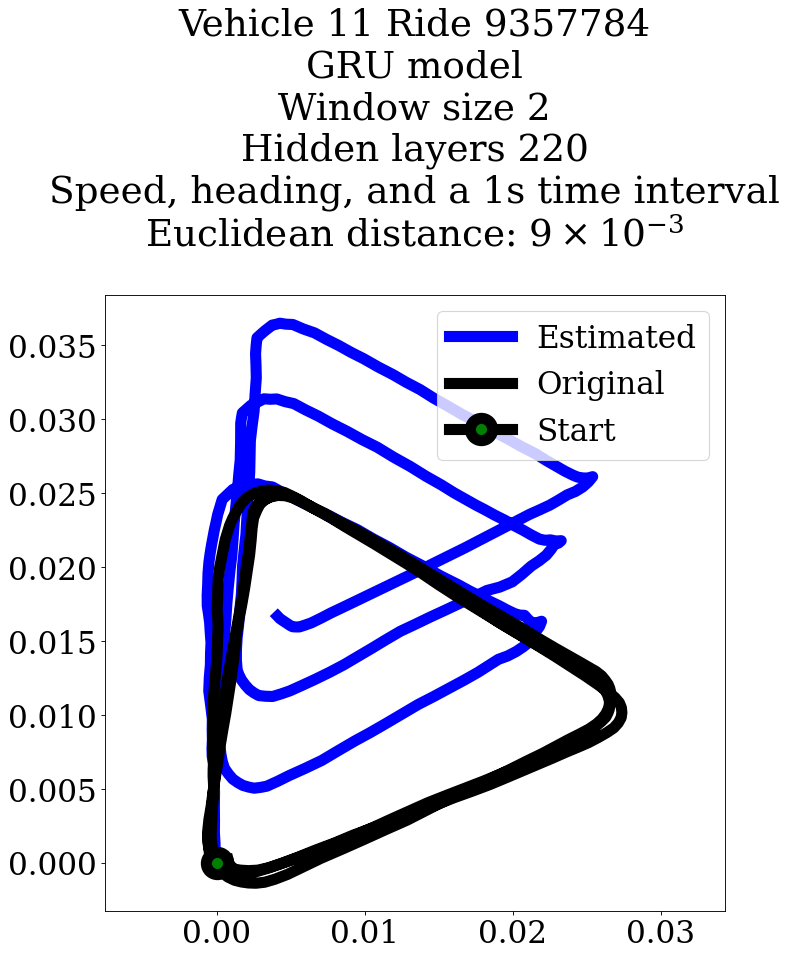 Vehicle 11 Ride 9357784
GRU model
Window size 2
Hidden layers 220
Speed, heading, and a 1s time interval
Euclidean distance: 9 × 10⁻³
Estimated
Original
Start
0.035
0.030
0.025
0.020
0.015
0.010
0.005
0.000
0.00 0.01 0.02 0.03